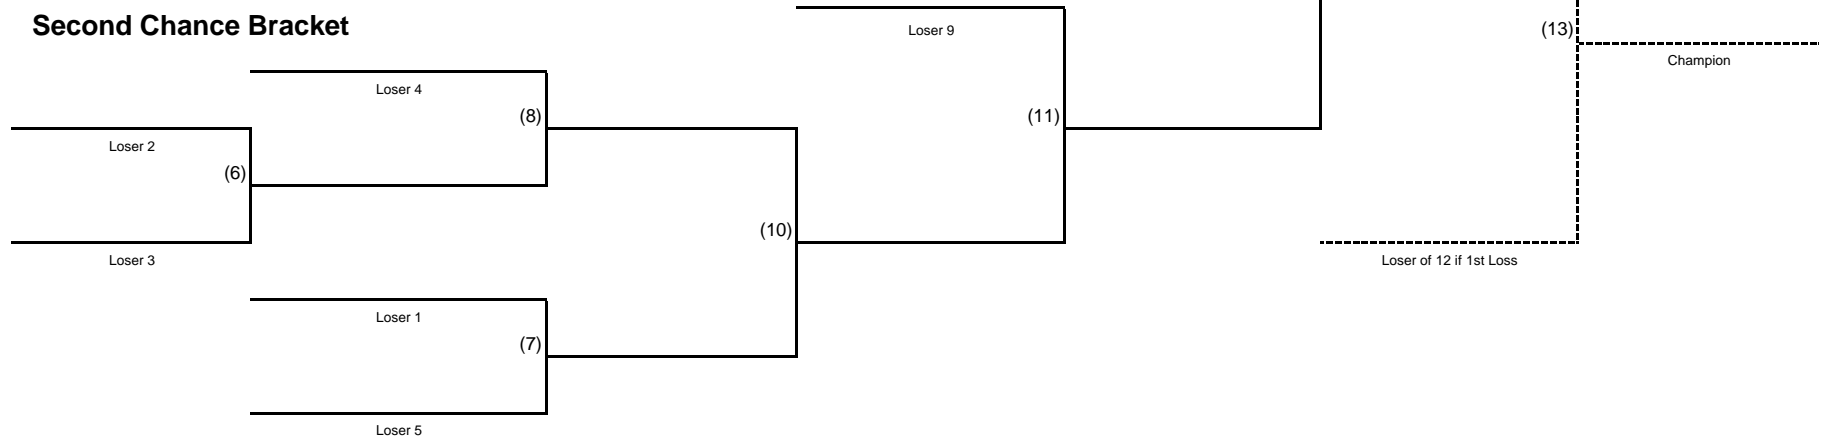 Second Chance Bracket
Loser 9
(13)
Champion
Loser 4
(8)
(11)
Loser 2
(6)
(10)
Loser 3
Loser of 12 if 1st Loss
Loser 1
(7)
Loser 5